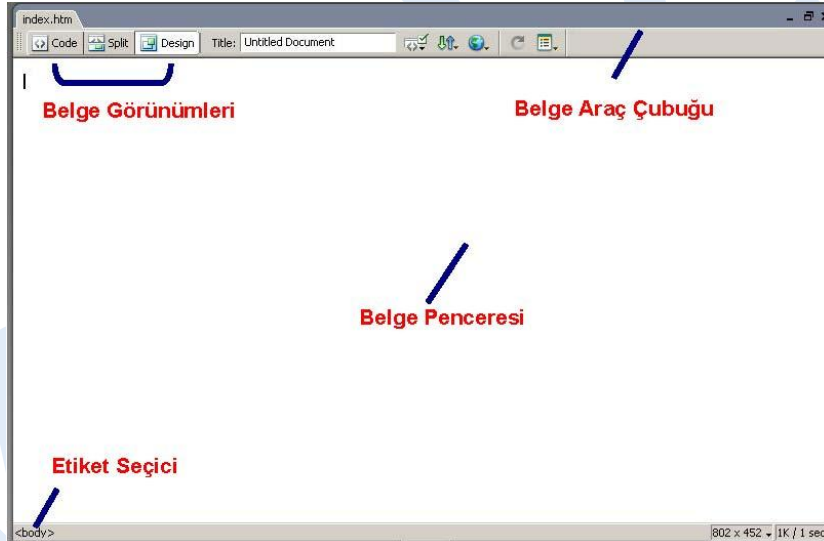 index.htm
Code Split Design Title: Untitled Document
Belge Görünümleri
Belge Araç Çubuğu
Belge Penceresi
Etiket Seçici
<body> 802 x 452 1K / 1 sec